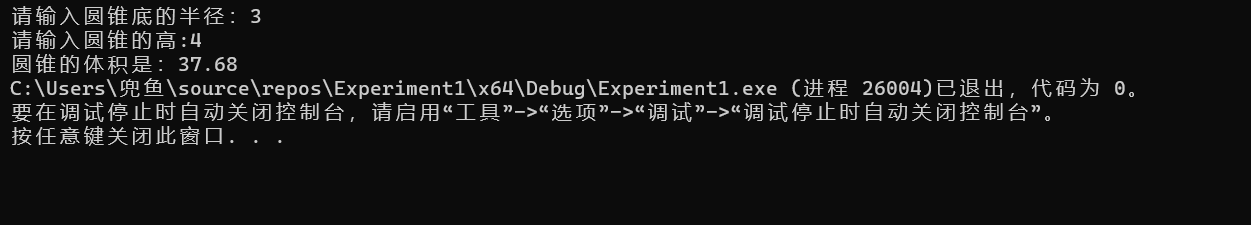 请输入圆锥底的半径：3
请输入圆锥的高:4
圆锥的体积是：37.68
C:\Users\兜鱼\source\repos\Experiment1\x64\Debug\Experiment1.exe (进程 26004)已退出，代码为 0。
要在调试停止时自动关闭控制台，请启用“工具”->“选项”->“调试”->“调试停止时自动关闭控制台”。
按任意键关闭此窗口. . .